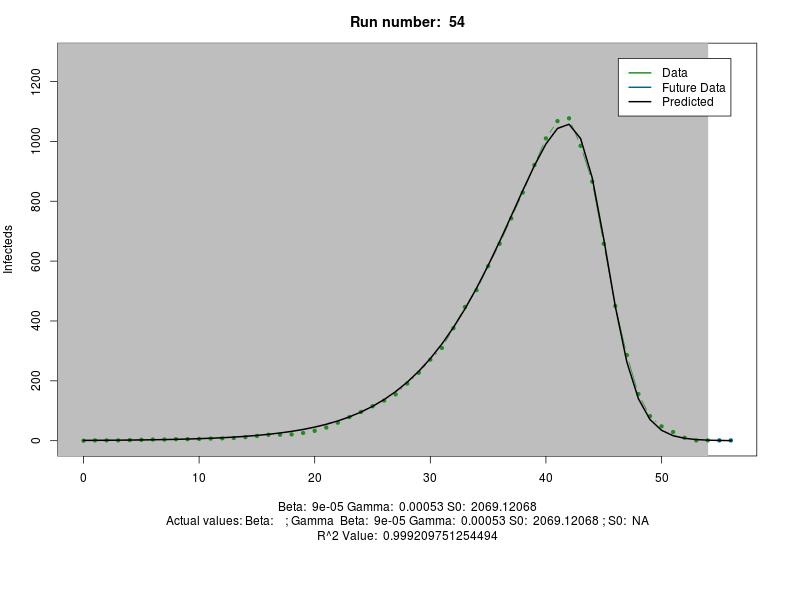 Run number: 54
Data
Future Data
Predicted
1200
1000
800
600
400
200
0
Infecteds
0 10 20 30 40 50
Beta: 9e-05 Gamma: 0.00053 S0: 2069.12068
Actual values: Beta: ; Gamma Beta: 9e-05 Gamma: 0.00053 S0: 2069.12068 ; S0: NA
R^2 Value: 0.999209751254494